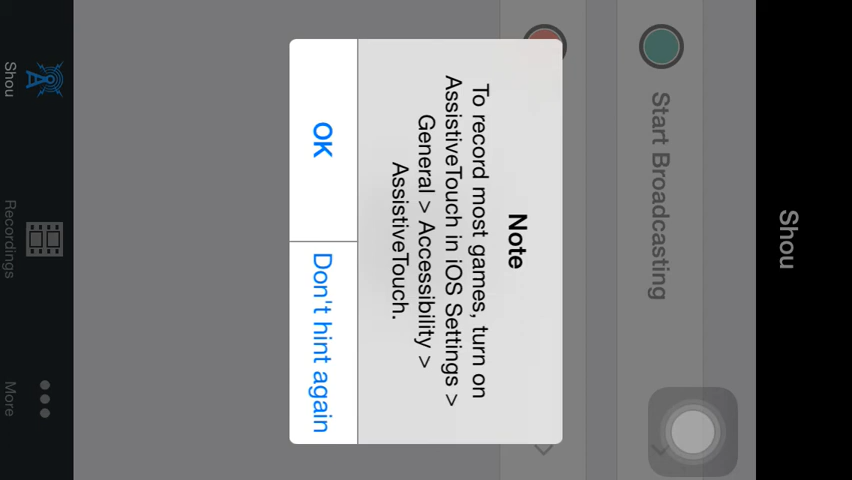 Shou
Start Broadcasting
Note
To record most games, turn on
AssistiveTouch in iOS Settings >
General > Accessibility >
AssistiveTouch.
OK
Don't hint again
Shou
Recordings
More